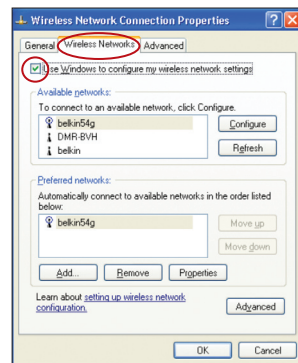 Wireless Network Connection Properties
General Wireless Networks Advanced
Use Windows to configure my wireless network settings
Available networks:
To connect to an available network, click Configure.
belkin54g
Configure
DMR-BVH
belkin
Refresh
Preferred networks:
Automatically connect to available networks in the order listed
below:
belkin54g
Move up
Move down
Add... Remove Properties
Learn about setting up wireless network
configuration.
Advanced
OK Cancel